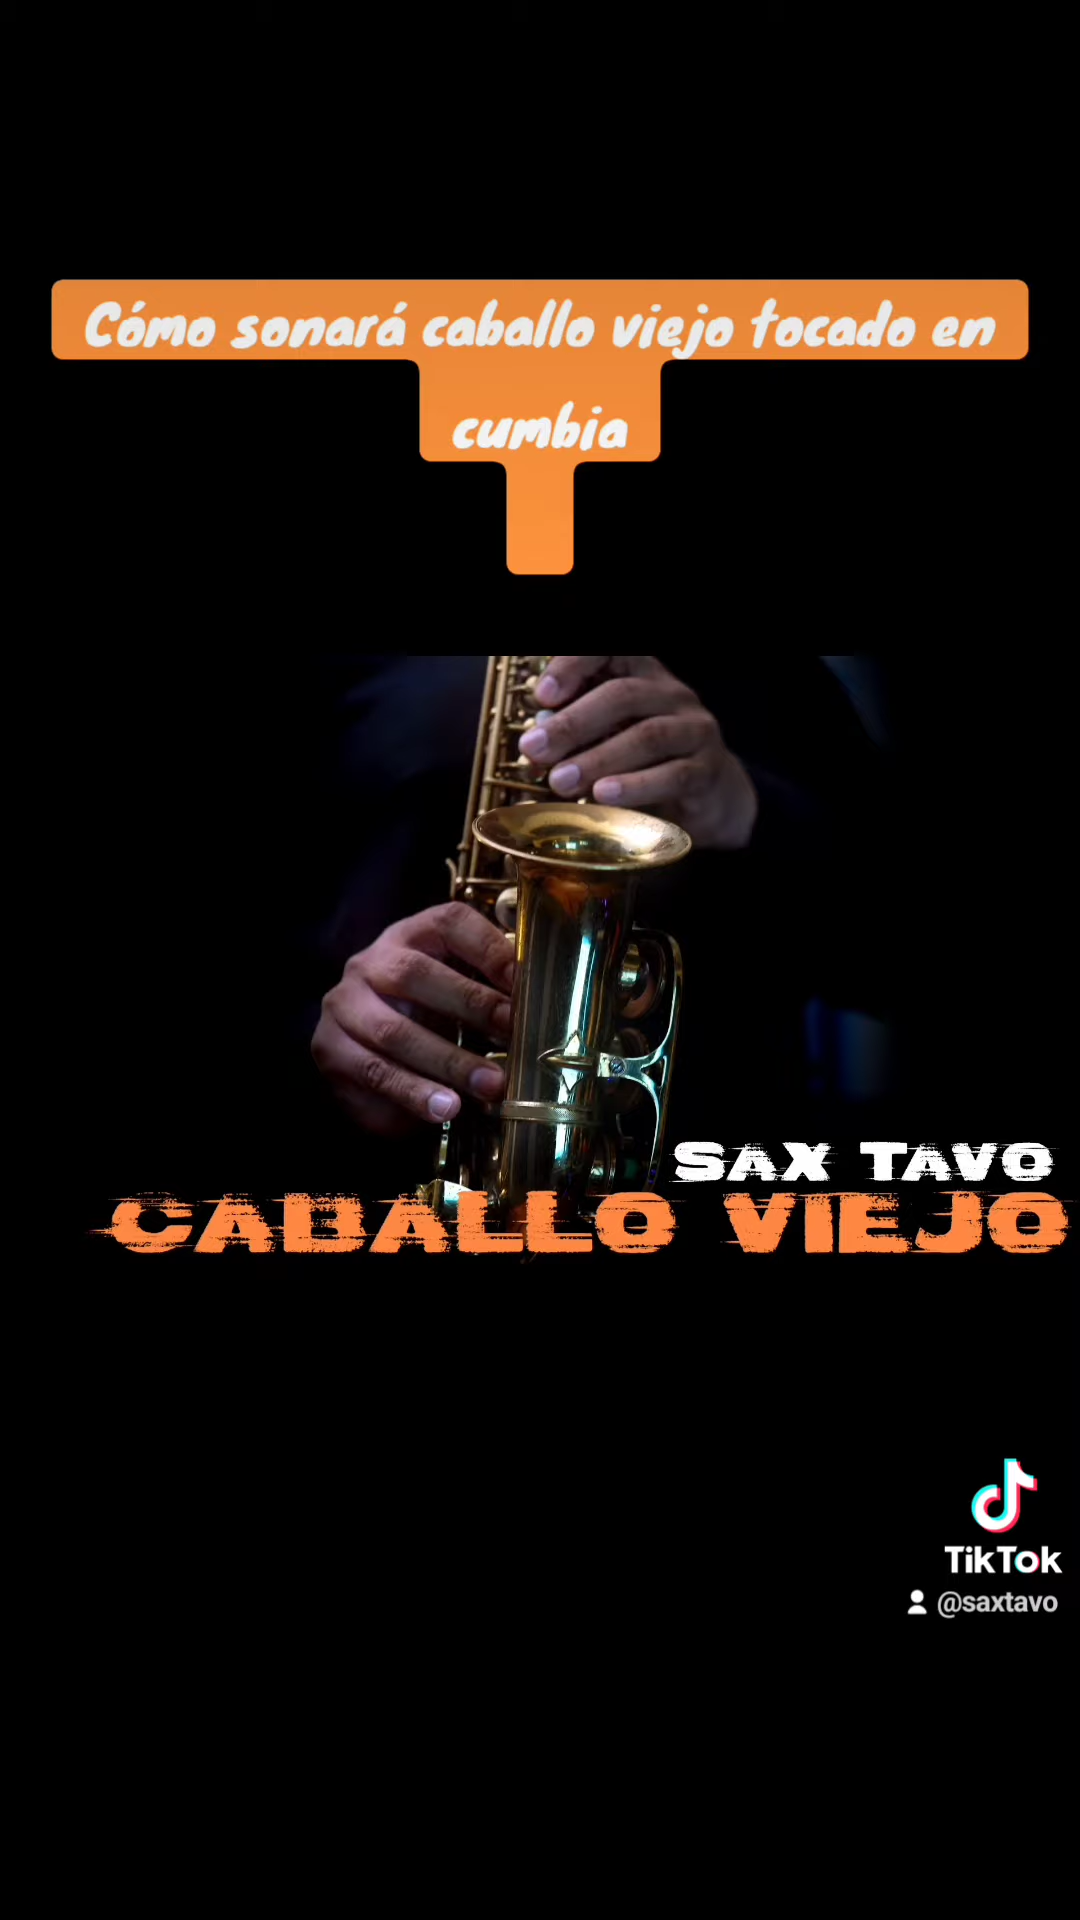 Cómo sonará caballo viejo tocado en
cumbia
SAX TAVO
CABALLO VIEJO
TikTok
@saxtavo